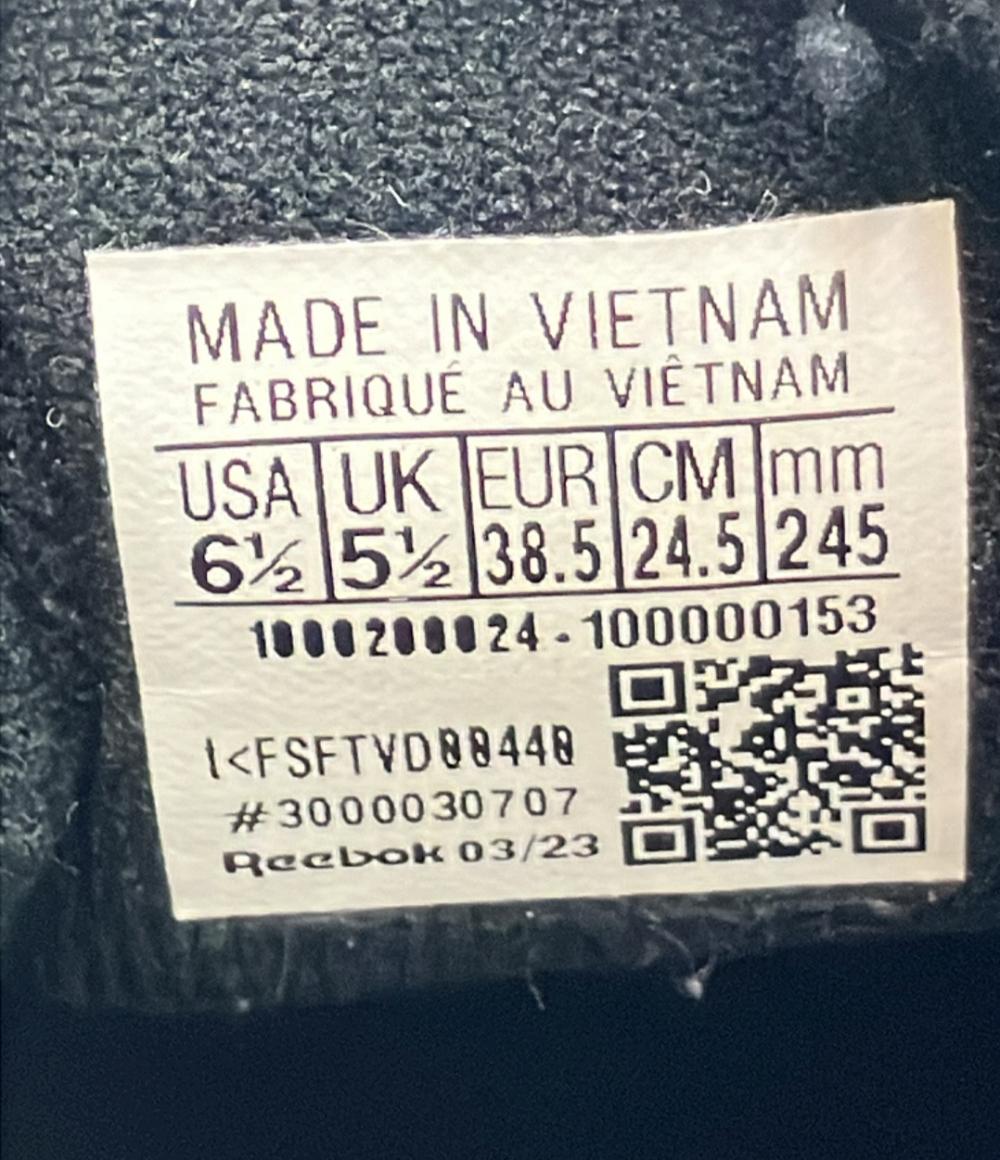 MADE IN VIETNAM
FABRIQUÉ AU VIÊTNAM
USA UK EUR CM mm
6½ 5½ 38.5 24.5 245
1000200024-100000153
I<FSFTVD00440
#3000030707
Reebok 03/23